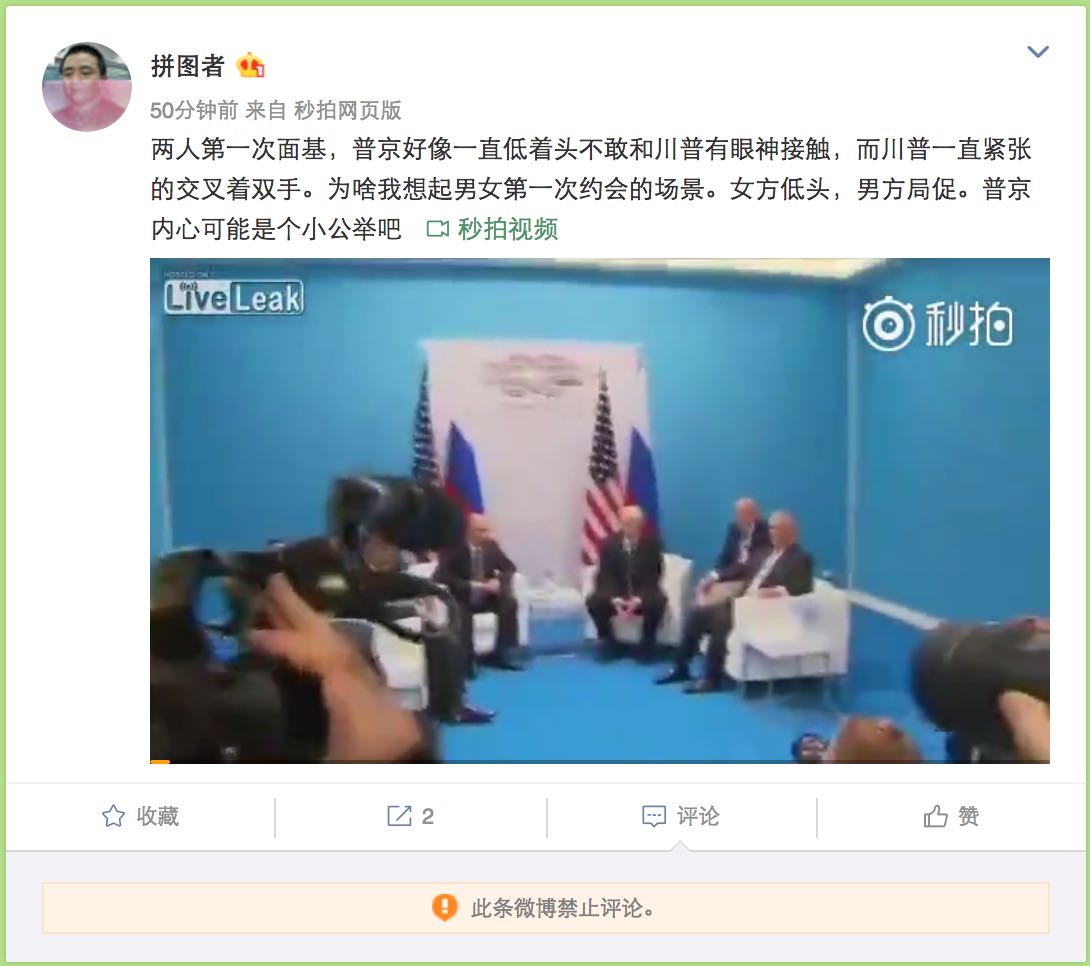 拼图者
50分钟前 来自 秒拍网页版
两人第一次面基，普京好像一直低着头不敢和川普有眼神接触，而川普一直紧张
的交叉着双手。为啥我想起男女第一次约会的场景。女方低头，男方局促。普京
内心可能是个小公举吧 秒拍视频
HOSTED ON
LiveLeak
秒拍
收藏
2
评论
赞
此条微博禁止评论。